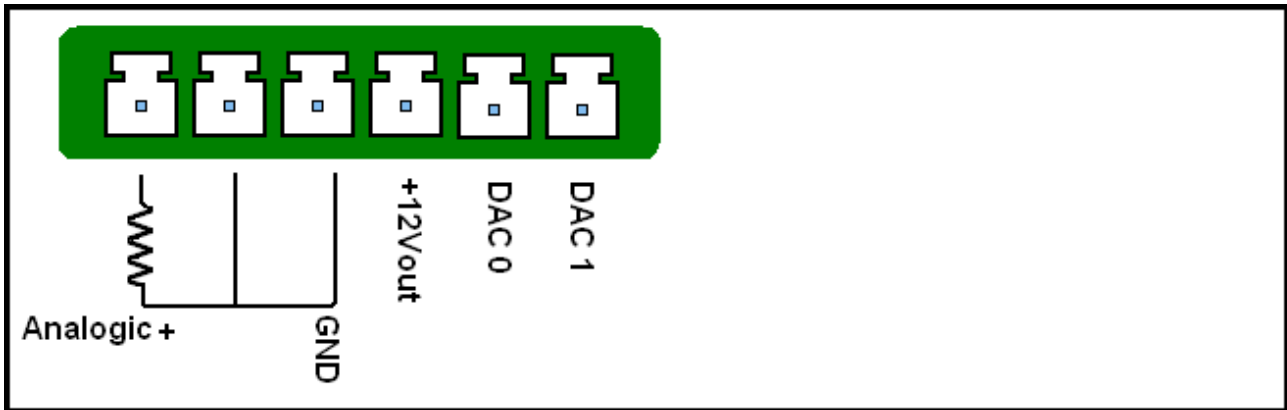 Analogic +
GND
+12Vout
DAC 0
DAC 1